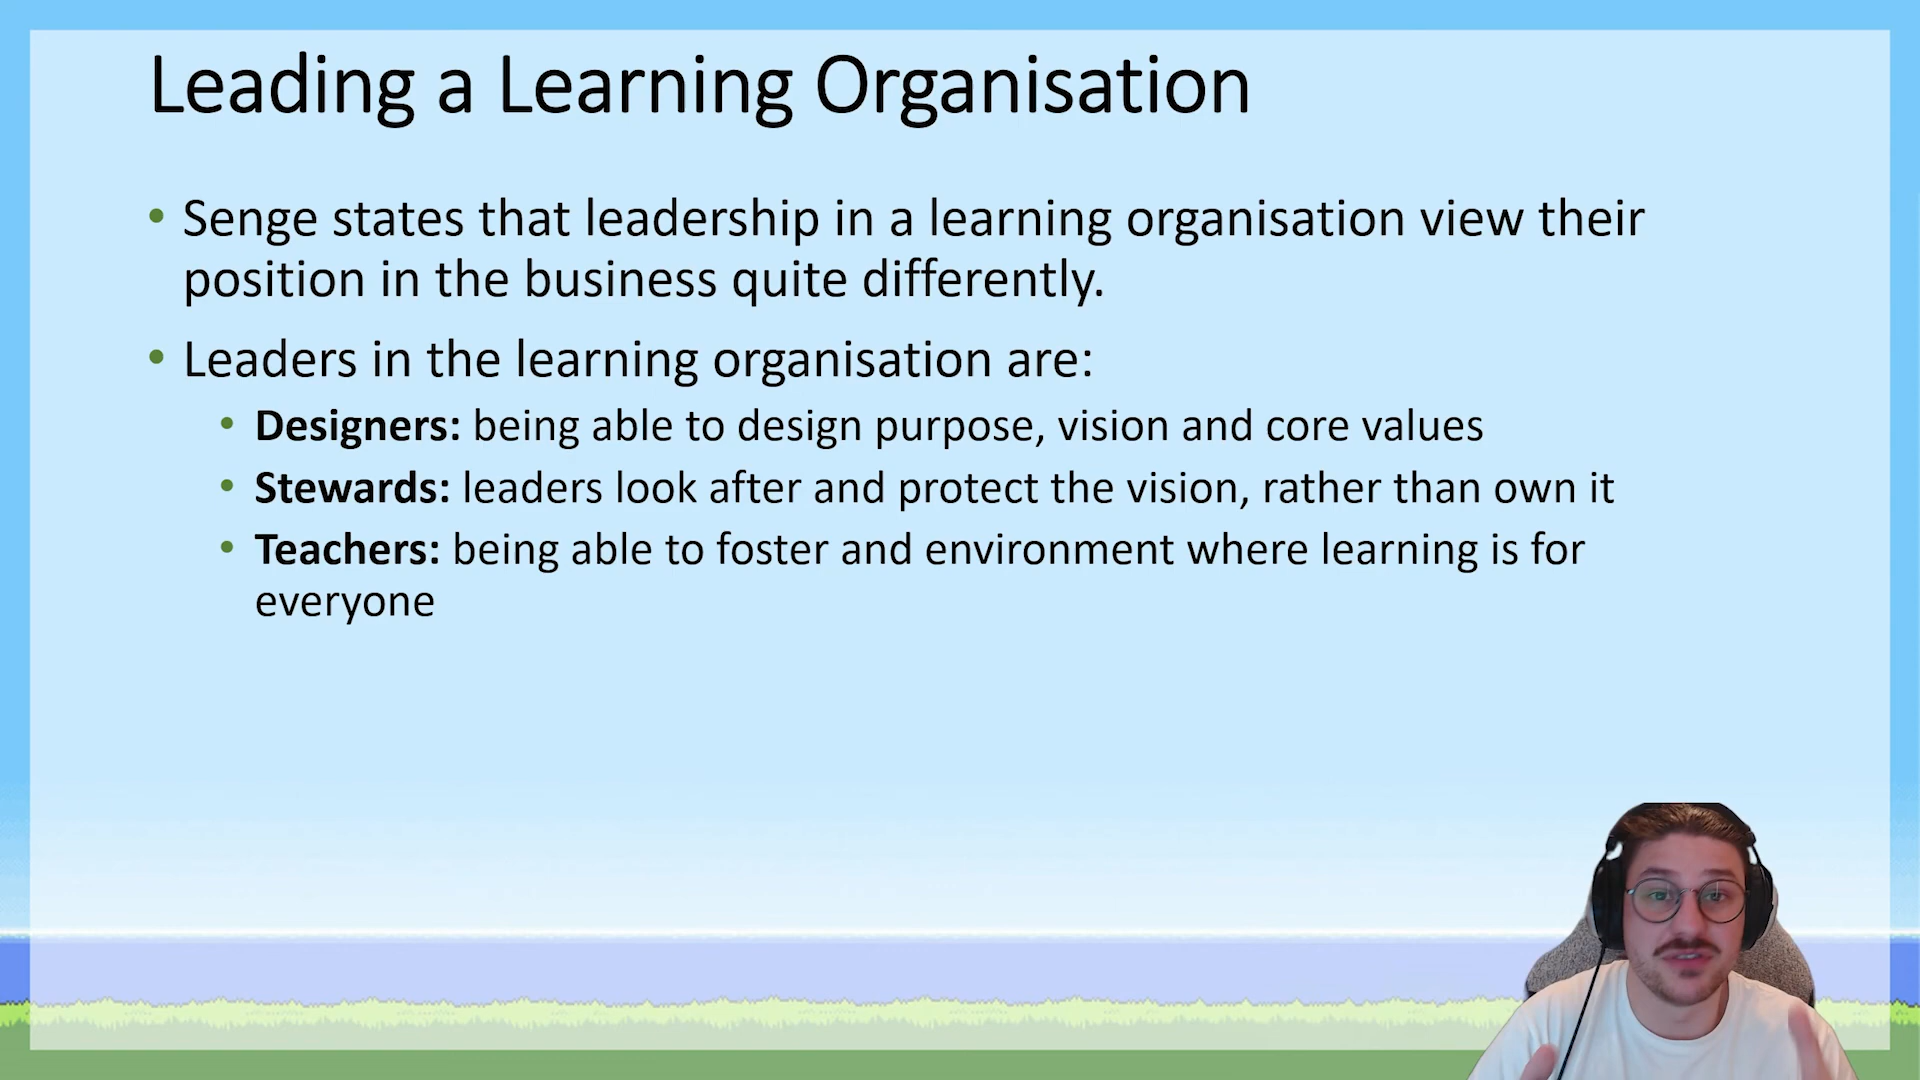 Leading a Learning Organisation
• Senge states that leadership in a learning organisation view their
position in the business quite differently.
• Leaders in the learning organisation are:
• Designers: being able to design purpose, vision and core values
• Stewards: leaders look after and protect the vision, rather than own it
• Teachers: being able to foster and environment where learning is for
everyone